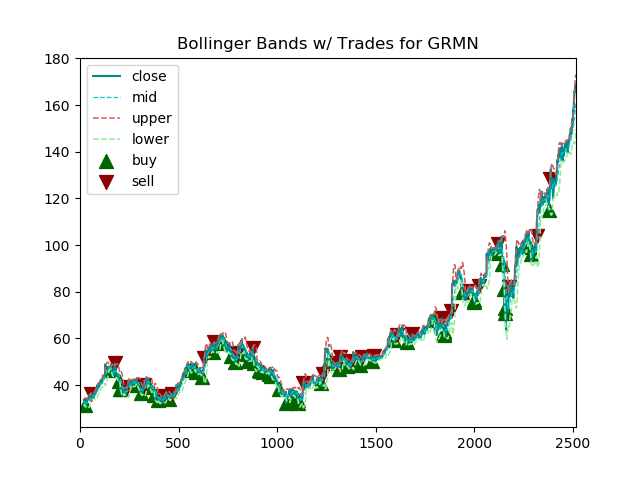 Bollinger Bands w/ Trades for GRMN
180
160
140
120
100
80
60
40
close
mid
upper
lower
buy
sell
0 500 1000 1500 2000 2500